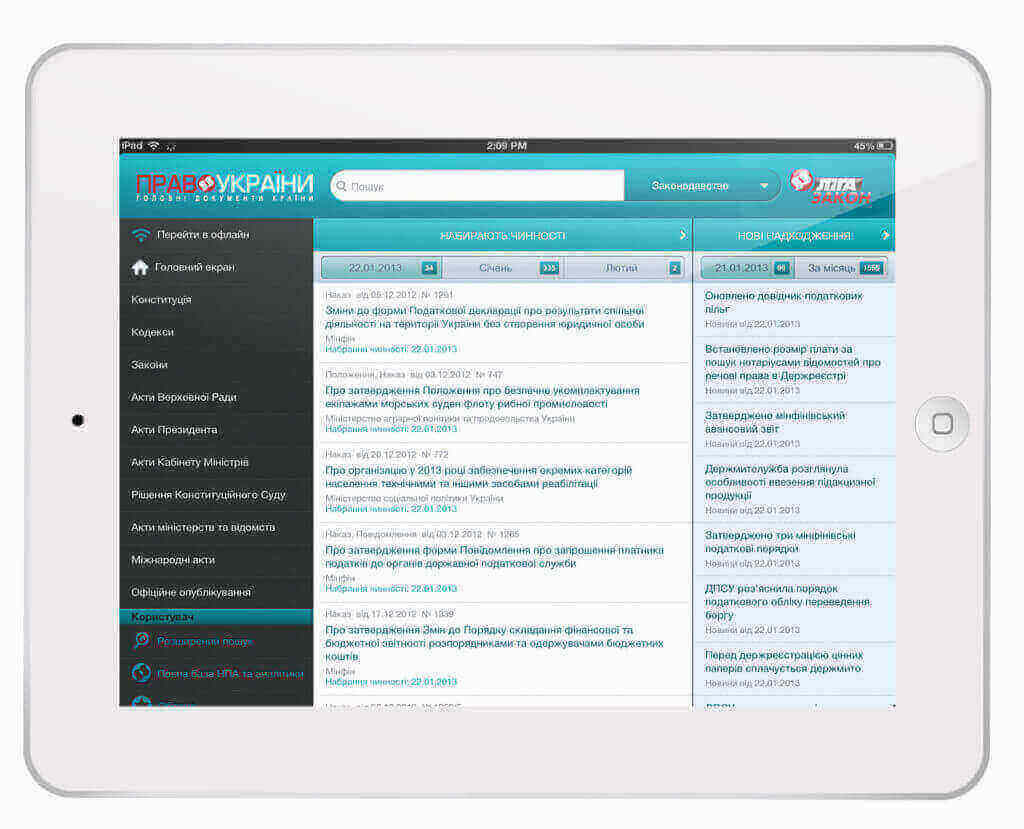 iPad
2:09 PM
45%
ПРАВО УКРАЇНИ
ГОЛОВНІ ДОКУМЕНТИ КРАЇНИ
Пошук
Законодавство
ЛІГА
ЗАКОН
Перейти в офлайн
Головний екран
Конституція
Кодекси
Закони
Акти Верховної Ради
Акти Президента
Акти Кабінету Міністрів
Рішення Конституційного Суду
Акти міністерств та відомств
Міжнародні акти
Офіційне опублікування
Користувач
Розширений пошук
Повна база НПА та аналітики
НАБИРАЮТЬ ЧИННОСТІ
22.01.2013 34 Січень 335 Лютий 2
Наказ від 05.12.2012 № 1261
Зміни до форми Податкової декларації про результати спільної
діяльності на території України без створення юридичної особи
Мінфін
Набрання чинності: 22.01.2013
Положення, Наказ від 03.12.2012 № 747
Про затвердження Положення про безпечне укомплектування
екіпажами морських суден флоту рибної промисловості
Міністерство аграрної політики та продовольства України
Набрання чинності: 22.01.2013
Наказ від 20.12.2012 № 772
Про організацію у 2013 році забезпечення окремих категорій
населення технічними та іншими засобами реабілітації
Міністерство соціальної політики України
Набрання чинності: 22.01.2013
Наказ, Повідомлення від 03.12.2012 № 1265
Про затвердження форми Повідомлення про запрошення платника
податків до органів державної податкової служби
Мінфін
Набрання чинності: 22.01.2013
Наказ від 17.12.2012 № 1339
Про затвердження Змін до Порядку складання фінансової та
бюджетної звітності розпорядниками та одержувачами бюджетних
коштів
Мінфін
Набрання чинності: 22.01.2013
НОВІ НАДХОДЖЕННЯ
21.01.2013 За місяць
Оновлено довідник податкових
пільг
Новини від 22.01.2013
Встановлено розмір плати за
пошук нотаріусами відомостей про
речові права в Держреєстрі
Новини від 22.01.2013
Затверджено мінфінівський
авансовий звіт
Новини від 22.01.2013
Держмитслужба розглянула
особливості ввезення підакцизної
продукції
Новини від 22.01.2013
Затверджено три мінфінівські
податкові порядки
Новини від 22.01.2013
ДПСУ роз'яснила порядок
податкового обліку переведення
боргу
Новини від 22.01.2013
Перед держреєстрацією цінних
паперів сплачується держмито
Новини від 22.01.2013